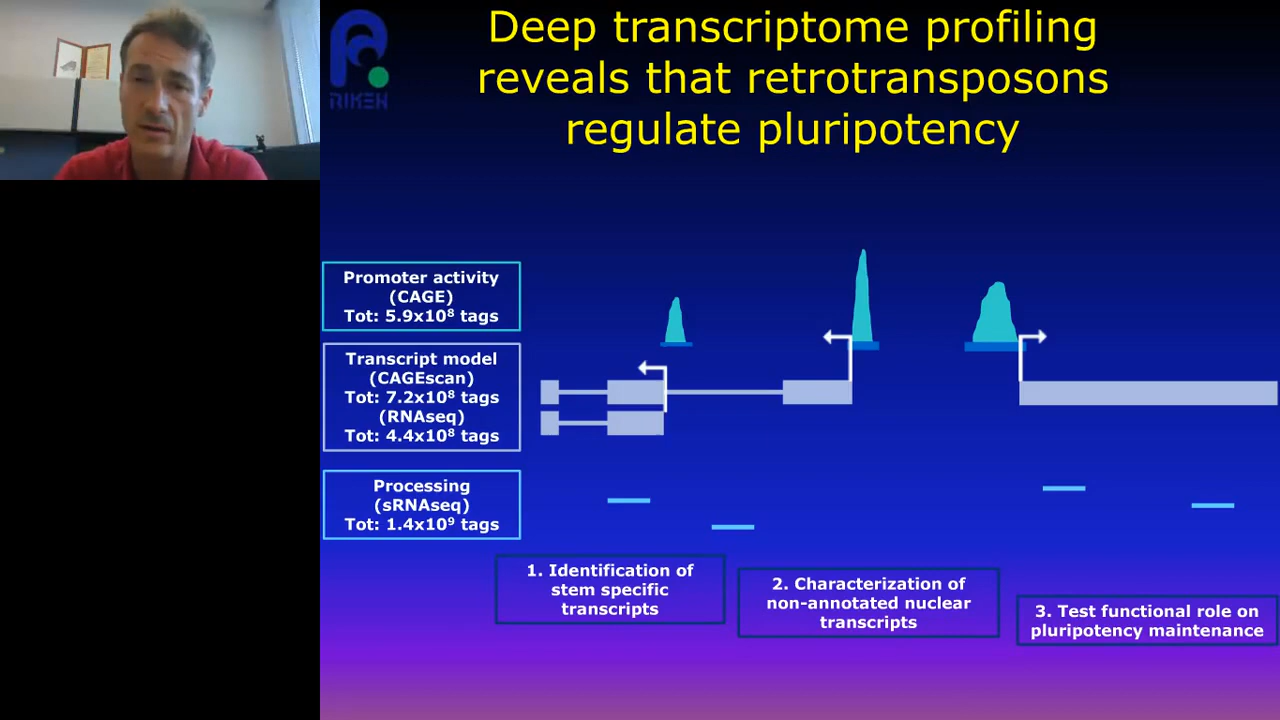 RIKEN
Deep transcriptome profiling
reveals that retrotransposons
regulate pluripotency
Promoter activity
(CAGE)
Tot: 5.9x10⁸ tags
Transcript model
(CAGEscan)
Tot: 7.2x10⁸ tags
(RNAseq)
Tot: 4.4x10⁸ tags
Processing
(sRNAseq)
Tot: 1.4x10⁹ tags
1. Identification of
stem specific
transcripts
2. Characterization of
non-annotated nuclear
transcripts
3. Test functional role on
pluripotency maintenance